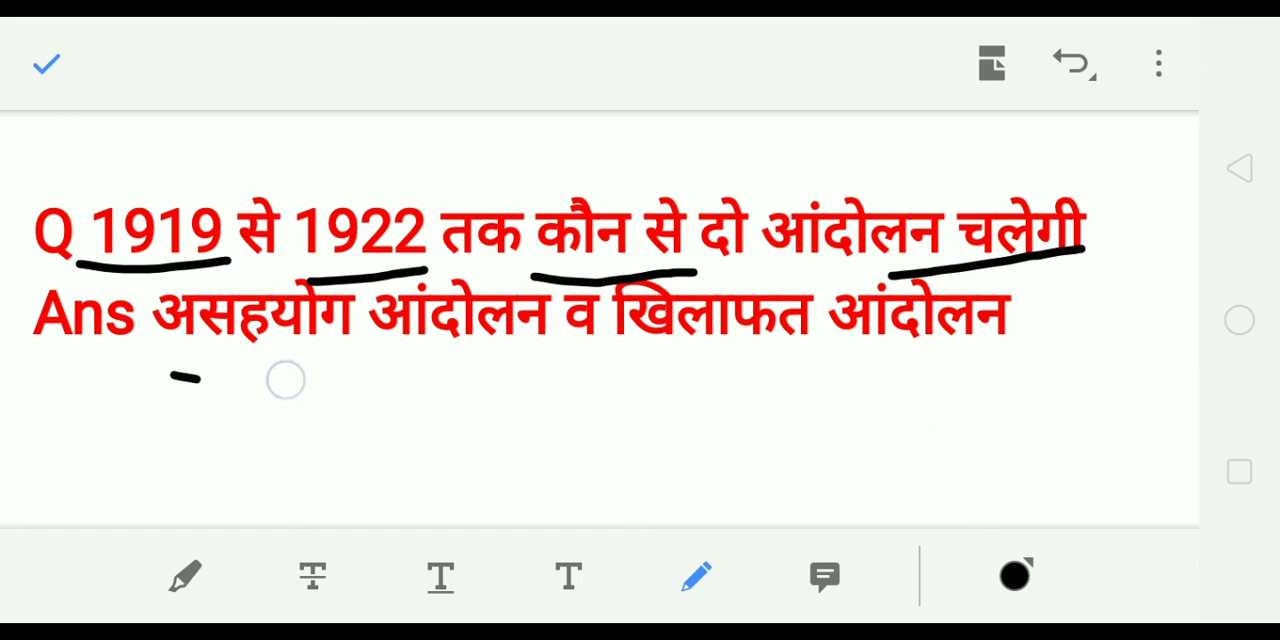 Q 1919 से 1922 तक कौन से दो आंदोलन चलेगी
Ans असहयोग आंदोलन व खिलाफत आंदोलन